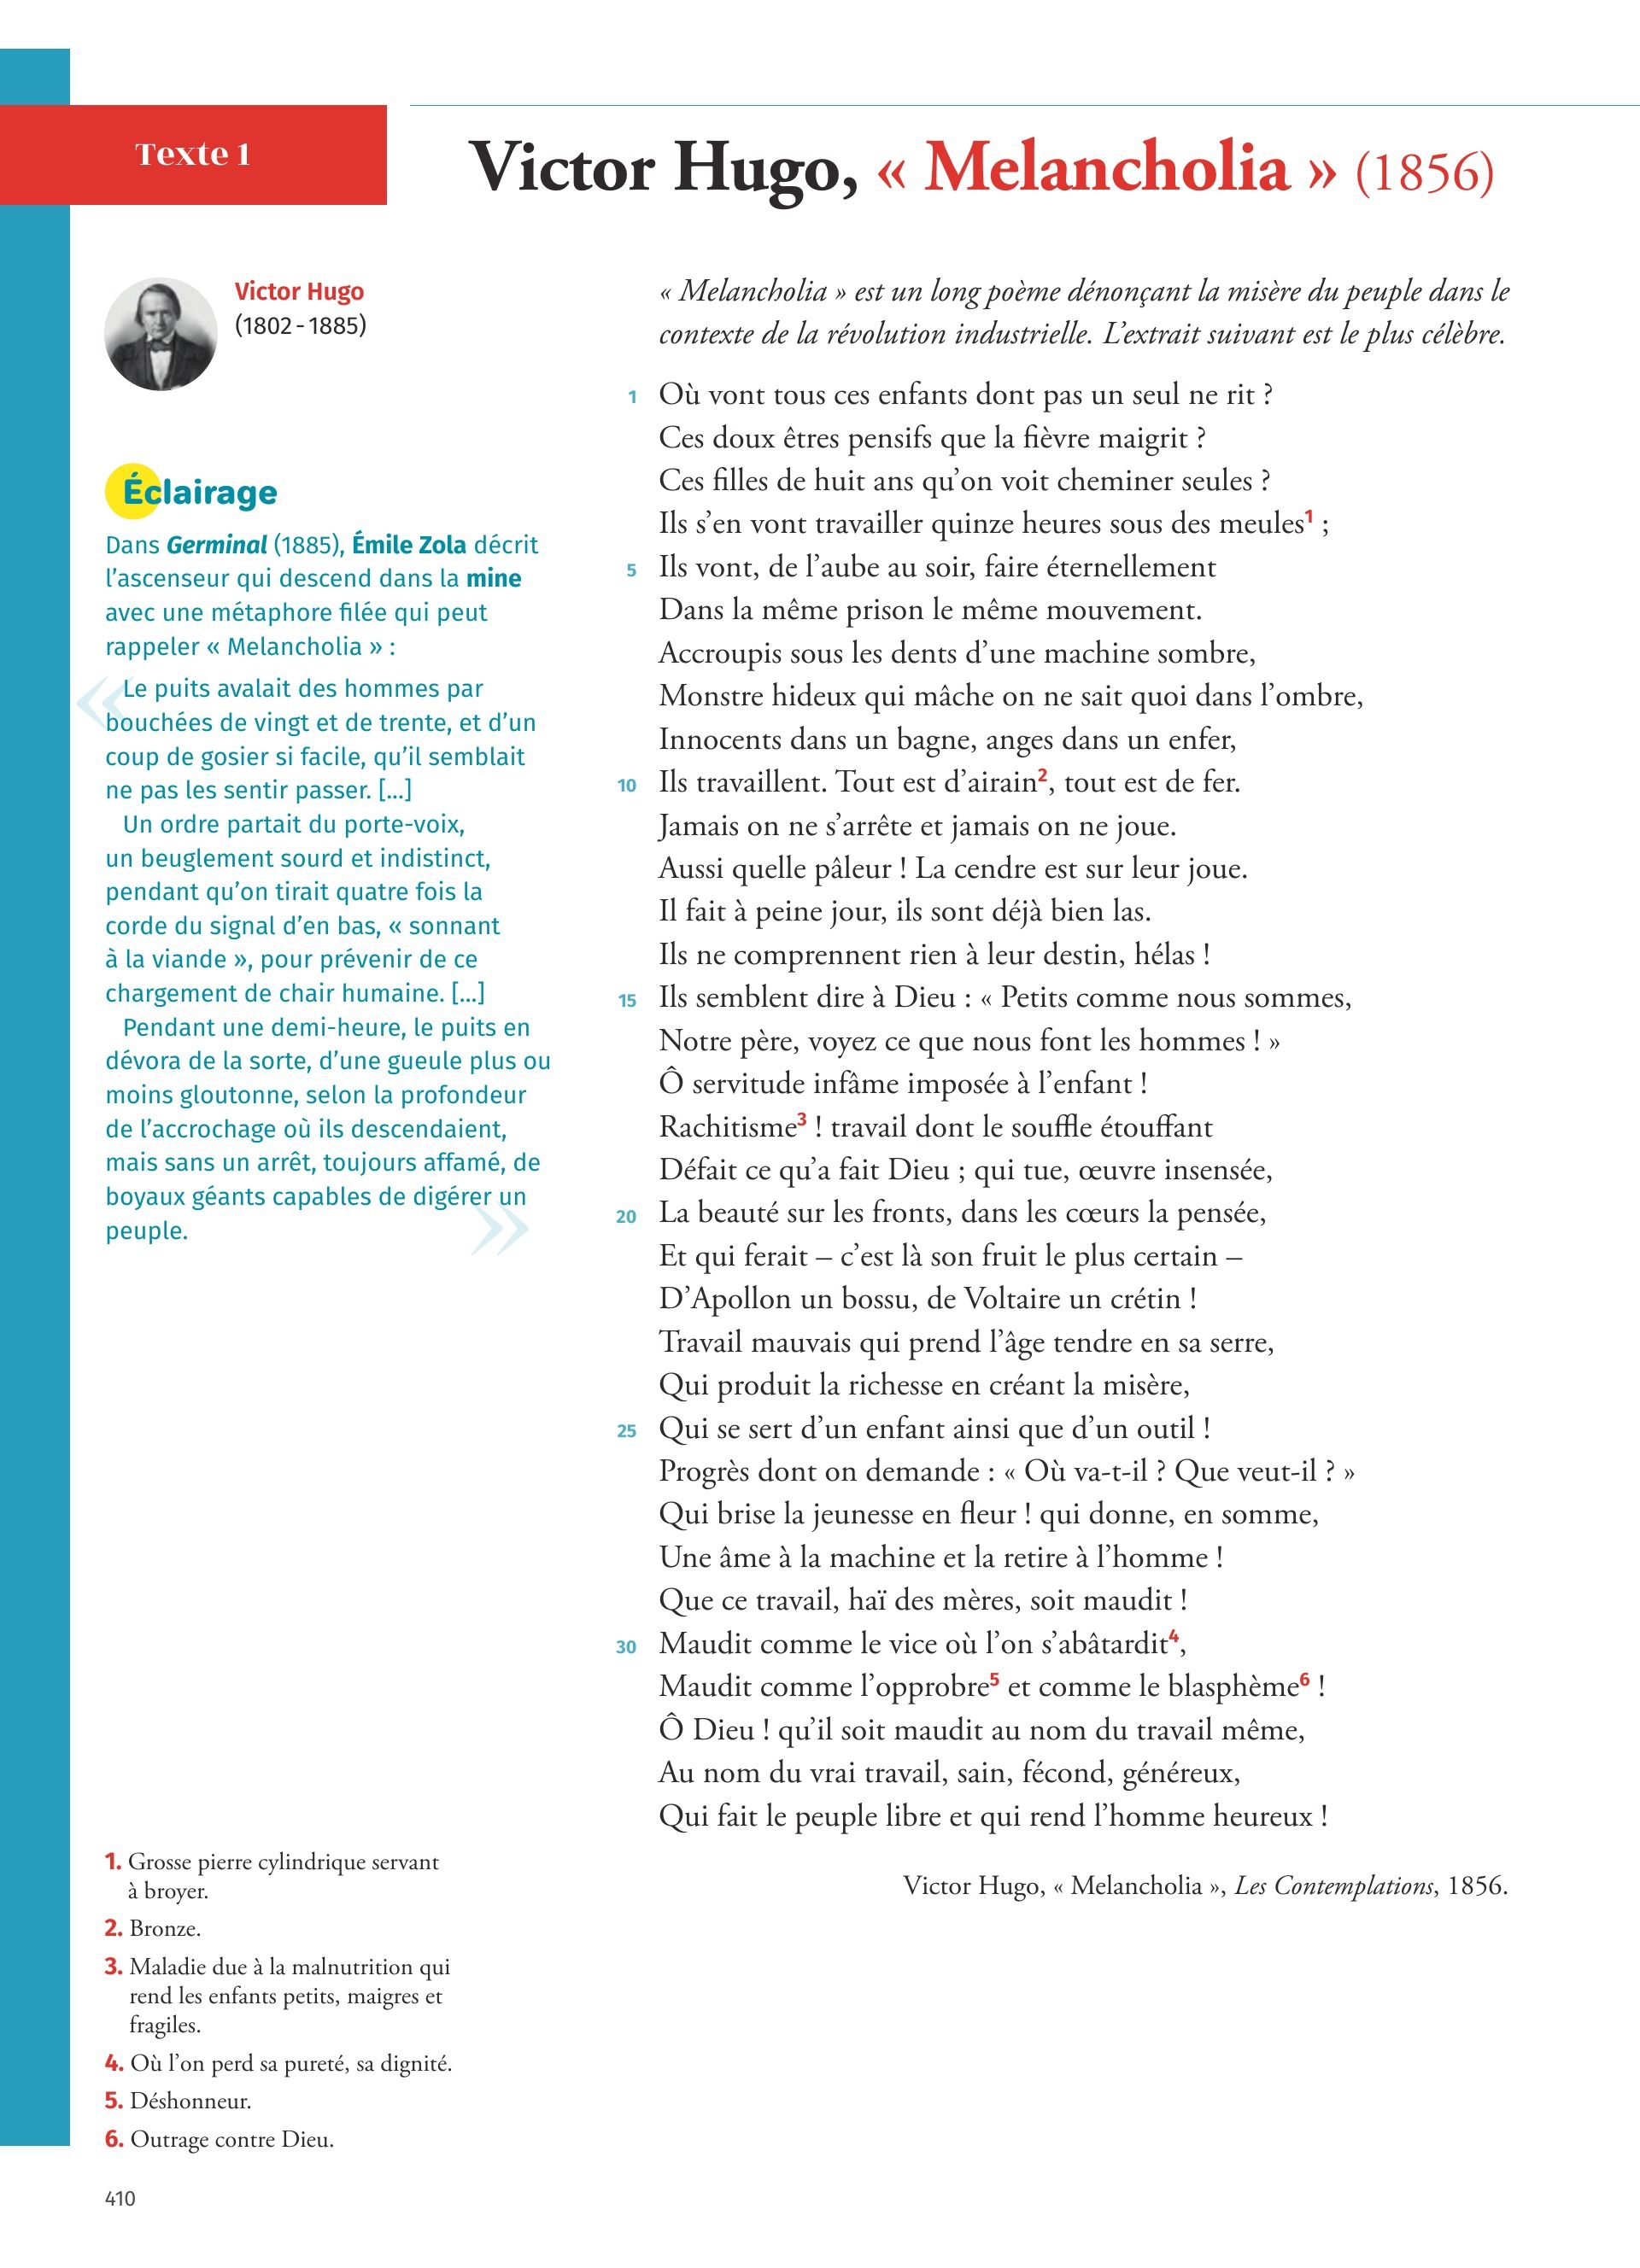 Texte 1
Victor Hugo, « Melancholia » (1856)
Victor Hugo
(1802 - 1885)
Éclairage
Dans Germinal (1885), Émile Zola décrit
l’ascenseur qui descend dans la mine
avec une métaphore filée qui peut
rappeler « Melancholia » :
« Le puits avalait des hommes par
bouchées de vingt et de trente, et d’un
coup de gosier si facile, qu’il semblait
ne pas les sentir passer. [...]
Un ordre partait du porte-voix,
un beuglement sourd et indistinct,
pendant qu’on tirait quatre fois la
corde du signal d’en bas, « sonnant
à la viande », pour prévenir de ce
chargement de chair humaine. [...]
Pendant une demi-heure, le puits en
dévora de la sorte, d’une gueule plus ou
moins gloutonne, selon la profondeur
de l’accrochage où ils descendaient,
mais sans un arrêt, toujours affamé, de
boyaux géants capables de digérer un
peuple. »
« Melancholia » est un long poème dénonçant la misère du peuple dans le
contexte de la révolution industrielle. L’extrait suivant est le plus célèbre.
1 Où vont tous ces enfants dont pas un seul ne rit ?
Ces doux êtres pensifs que la fièvre maigrit ?
Ces filles de huit ans qu’on voit cheminer seules ?
Ils s’en vont travailler quinze heures sous des meules1 ;
5 Ils vont, de l’aube au soir, faire éternellement
Dans la même prison le même mouvement.
Accroupis sous les dents d’une machine sombre,
Monstre hideux qui mâche on ne sait quoi dans l’ombre,
Innocents dans un bagne, anges dans un enfer,
10 Ils travaillent. Tout est d’airain2, tout est de fer.
Jamais on ne s’arrête et jamais on ne joue.
Aussi quelle pâleur ! La cendre est sur leur joue.
Il fait à peine jour, ils sont déjà bien las.
Ils ne comprennent rien à leur destin, hélas !
15 Ils semblent dire à Dieu : « Petits comme nous sommes,
Notre père, voyez ce que nous font les hommes ! »
Ô servitude infâme imposée à l’enfant !
Rachitisme3 ! travail dont le souffle étouffant
Défait ce qu’a fait Dieu ; qui tue, œuvre insensée,
20 La beauté sur les fronts, dans les cœurs la pensée,
Et qui ferait – c’est là son fruit le plus certain –
D’Apollon un bossu, de Voltaire un crétin !
Travail mauvais qui prend l’âge tendre en sa serre,
Qui produit la richesse en créant la misère,
25 Qui se sert d’un enfant ainsi que d’un outil !
Progrès dont on demande : « Où va-t-il ? Que veut-il ? »
Qui brise la jeunesse en fleur ! qui donne, en somme,
Une âme à la machine et la retire à l’homme !
Que ce travail, haï des mères, soit maudit !
30 Maudit comme le vice où l’on s’abâtardit4,
Maudit comme l’opprobre5 et comme le blasphème6 !
Ô Dieu ! qu’il soit maudit au nom du travail même,
Au nom du vrai travail, sain, fécond, généreux,
Qui fait le peuple libre et qui rend l’homme heureux !
Victor Hugo, « Melancholia », Les Contemplations, 1856.
1. Grosse pierre cylindrique servant
à broyer.
2. Bronze.
3. Maladie due à la malnutrition qui
rend les enfants petits, maigres et
fragiles.
4. Où l’on perd sa pureté, sa dignité.
5. Déshonneur.
6. Outrage contre Dieu.
410